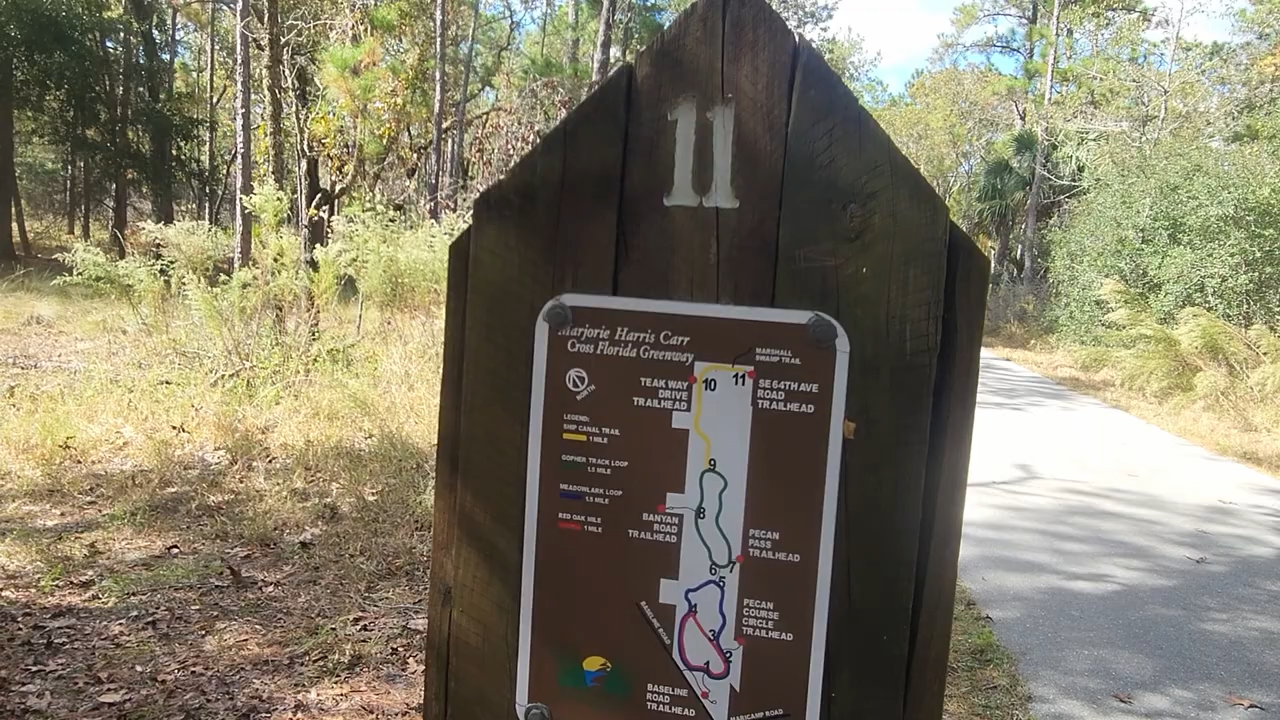 11
Marjorie Harris Carr
Cross Florida Greenway
NORTH
MARSHALL
SWAMP TRAIL
TEAK WAY
DRIVE
TRAILHEAD
10
11
SE 64TH AVE
ROAD
TRAILHEAD
LEGEND:
SHIP CANAL TRAIL
1 MILE
GOPHER TRACK LOOP
1.5 MILE
MEADOWLARK LOOP
1.5 MILE
RED OAK MILE
1 MILE
9
8
BANYAN
ROAD
TRAILHEAD
PECAN
PASS
TRAILHEAD
7
6
5
4
3
2
1
PECAN
COURSE
CIRCLE
TRAILHEAD
BASELINE ROAD
BASELINE
ROAD
TRAILHEAD
MARICAMP ROAD